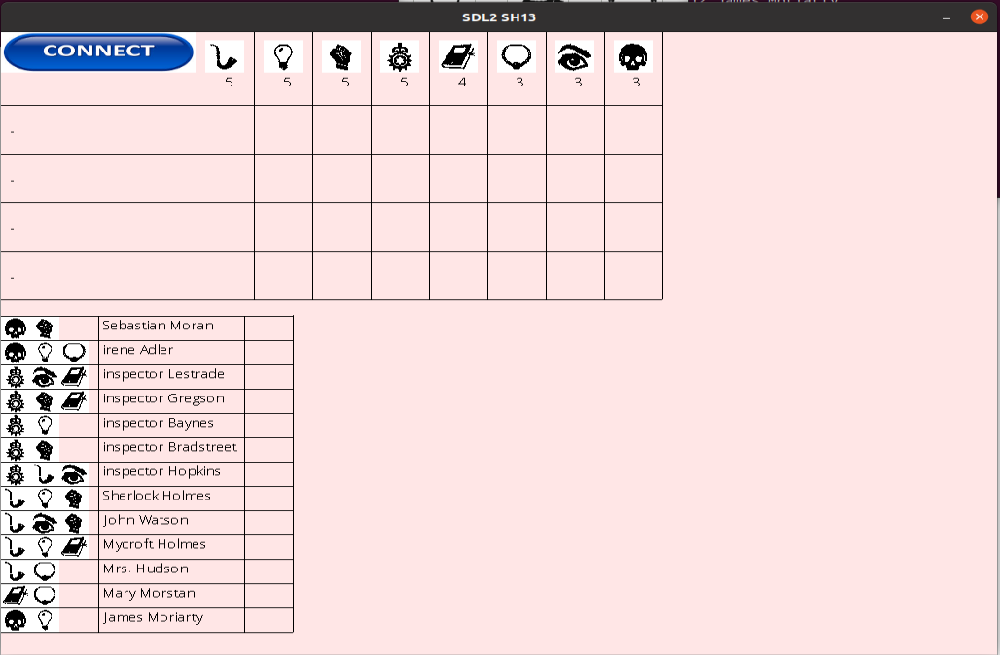 SDL2 SH13
CONNECT
5 5 5 5 4 3 3 3
-
-
-
-
Sebastian Moran
irene Adler
inspector Lestrade
inspector Gregson
inspector Baynes
inspector Bradstreet
inspector Hopkins
Sherlock Holmes
John Watson
Mycroft Holmes
Mrs. Hudson
Mary Morstan
James Moriarty